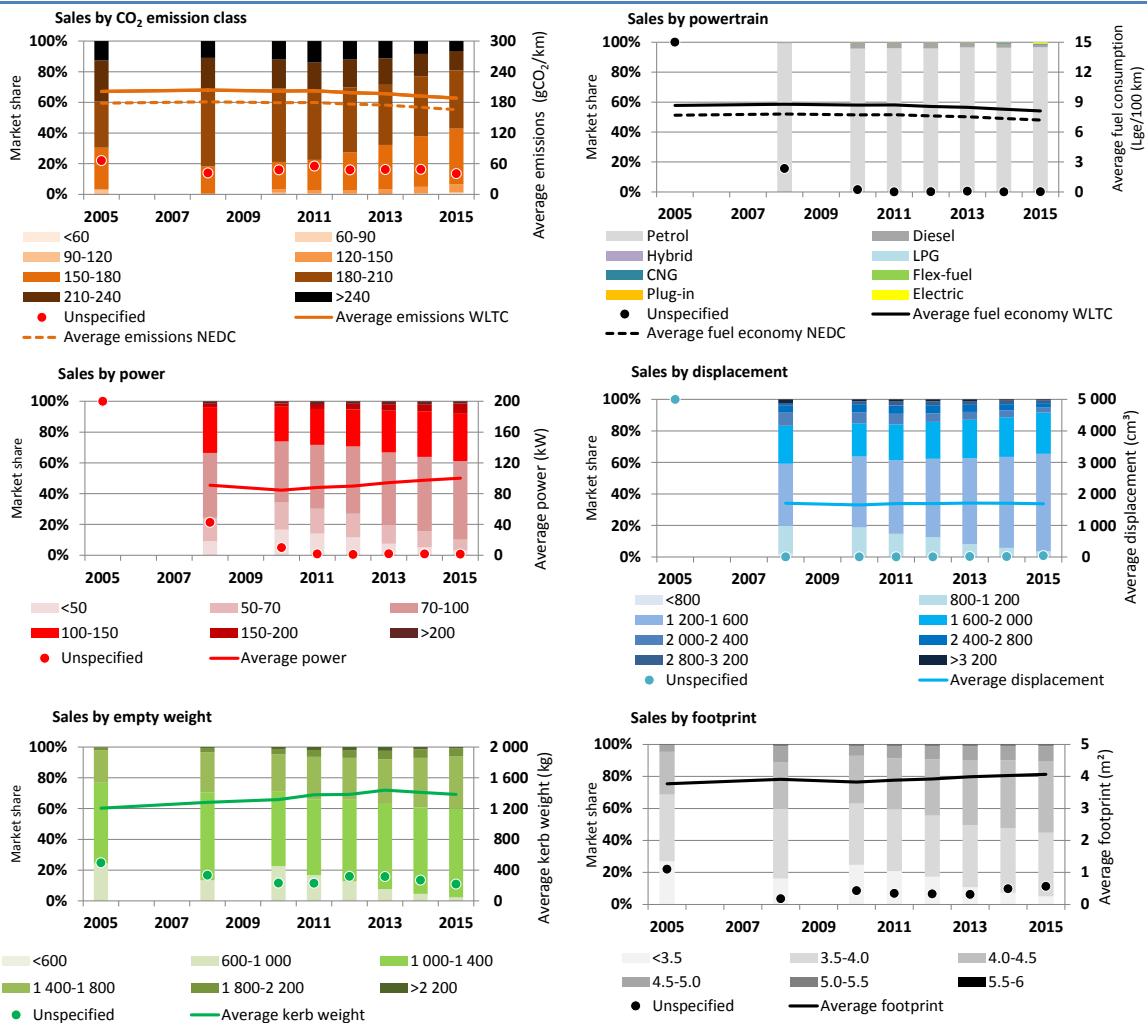 Sales by CO2 emission class
Market share
100%
80%
60%
40%
20%
0%
300
240
180
120
60
0
Average emissions (gCO2/km)
2005 2007 2009 2011 2013 2015
<60 60-90
90-120 120-150
150-180 180-210
210-240 >240
Unspecified Average emissions WLTC
Average emissions NEDC
Sales by powertrain
Market share
100%
80%
60%
40%
20%
0%
15
12
9
6
3
0
Average fuel consumption
(Lge/100 km)
2005 2007 2009 2011 2013 2015
Petrol Diesel
Hybrid LPG
CNG Flex-fuel
Plug-in Electric
Unspecified Average fuel economy WLTC
Average fuel economy NEDC
Sales by power
Market share
100%
80%
60%
40%
20%
0%
200
160
120
80
40
0
Average power (kW)
2005 2007 2009 2011 2013 2015
<50 50-70 70-100
100-150 150-200 >200
Unspecified Average power
Sales by displacement
Market share
100%
80%
60%
40%
20%
0%
5 000
4 000
3 000
2 000
1 000
0
Average displacement (cm³)
2005 2007 2009 2011 2013 2015
<800 800-1 200
1 200-1 600 1 600-2 000
2 000-2 400 2 400-2 800
2 800-3 200 >3 200
Unspecified Average displacement
Sales by empty weight
Market share
100%
80%
60%
40%
20%
0%
2 000
1 600
1 200
800
400
0
Average kerb weight (kg)
2005 2007 2009 2011 2013 2015
<600 600-1 000 1 000-1 400
1 400-1 800 1 800-2 200 >2 200
Unspecified Average kerb weight
Sales by footprint
Market share
100%
80%
60%
40%
20%
0%
5
4
3
2
1
0
Average footprint (m²)
2005 2007 2009 2011 2013 2015
<3.5 3.5-4.0 4.0-4.5
4.5-5.0 5.0-5.5 5.5-6
Unspecified Average footprint